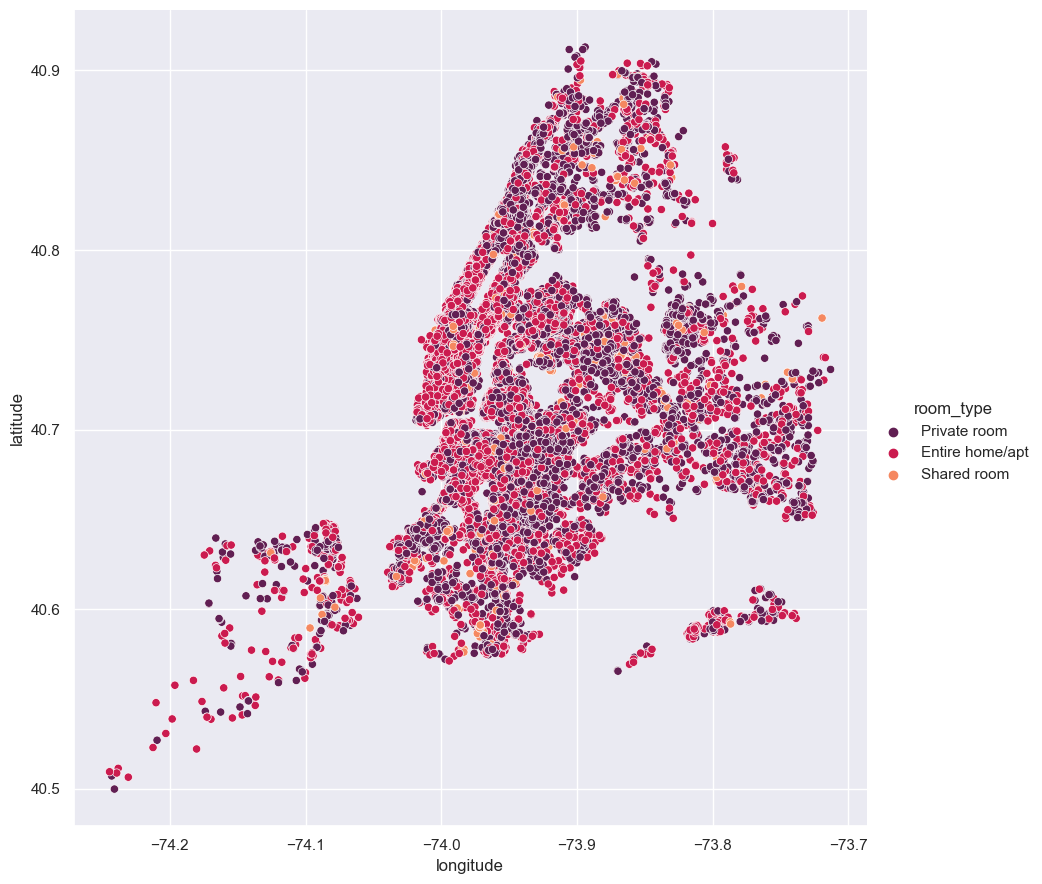 40.9
40.8
40.7
40.6
40.5
latitude
−74.2
−74.1
−74.0
−73.9
−73.8
−73.7
longitude
room_type
Private room
Entire home/apt
Shared room